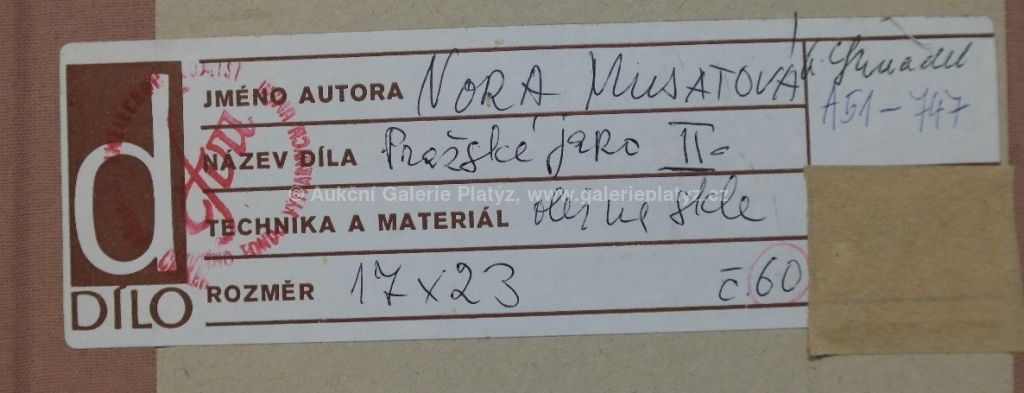 JMÉNO AUTORA NORA MUSATOVÁ
A51-747
NÁZEV DÍLA Pražské jaro II.
Aukční Galerie Platýz, www.galerieplatyz.cz
TECHNIKA A MATERIÁL olej na skle
ROZMĚR 17x23 č 60
d
DÍLO